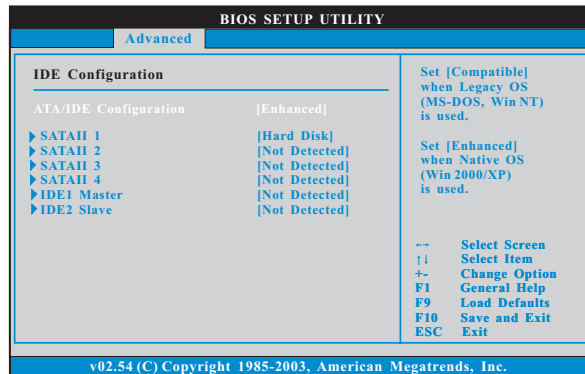 BIOS SETUP UTILITY
Advanced
IDE Configuration
ATA/IDE Configuration [Enhanced]
SATAII 1 [Hard Disk]
SATAII 2 [Not Detected]
SATAII 3 [Not Detected]
SATAII 4 [Not Detected]
IDE1 Master [Not Detected]
IDE2 Slave [Not Detected]
Set [Compatible]
when Legacy OS
(MS-DOS, Win NT)
is used.
Set [Enhanced]
when Native OS
(Win 2000/XP)
is used.
←→ Select Screen
↑↓ Select Item
+- Change Option
F1 General Help
F9 Load Defaults
F10 Save and Exit
ESC Exit
v02.54 (C) Copyright 1985-2003, American Megatrends, Inc.